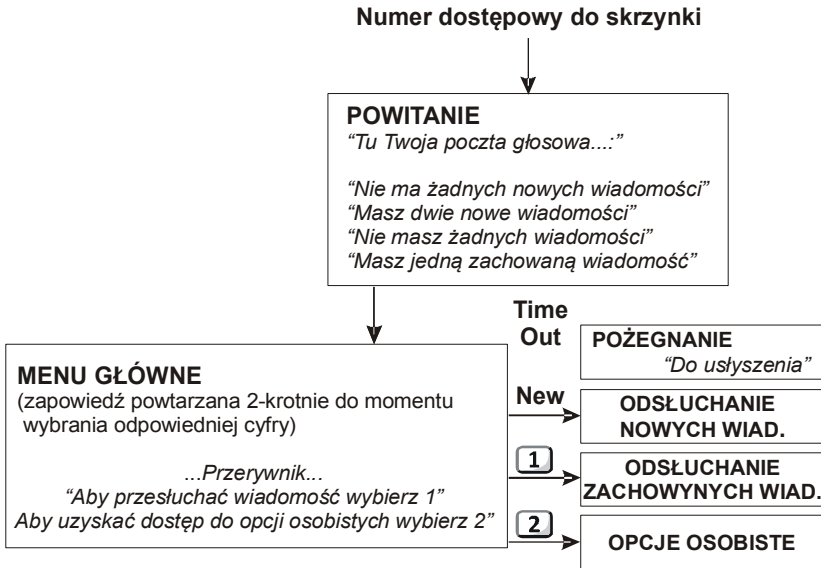 Numer dostępowy do skrzynki
POWITANIE
“Tu Twoja poczta głosowa...:”
“Nie ma żadnych nowych wiadomości”
“Masz dwie nowe wiadomości”
“Nie masz żadnych wiadomości”
“Masz jedną zachowaną wiadomość”
MENU GŁÓWNE
(zapowiedź powtarzana 2-krotnie do momentu
wybrania odpowiedniej cyfry)
...Przerywnik...
“Aby przesłuchać wiadomość wybierz 1”
Aby uzyskać dostęp do opcji osobistych wybierz 2”
Time
Out
POŻEGNANIE
“Do usłyszenia”
New
ODSŁUCHANIE
NOWYCH WIAD.
1
ODSŁUCHANIE
ZACHOWYNYCH WIAD.
2
OPCJE OSOBISTE